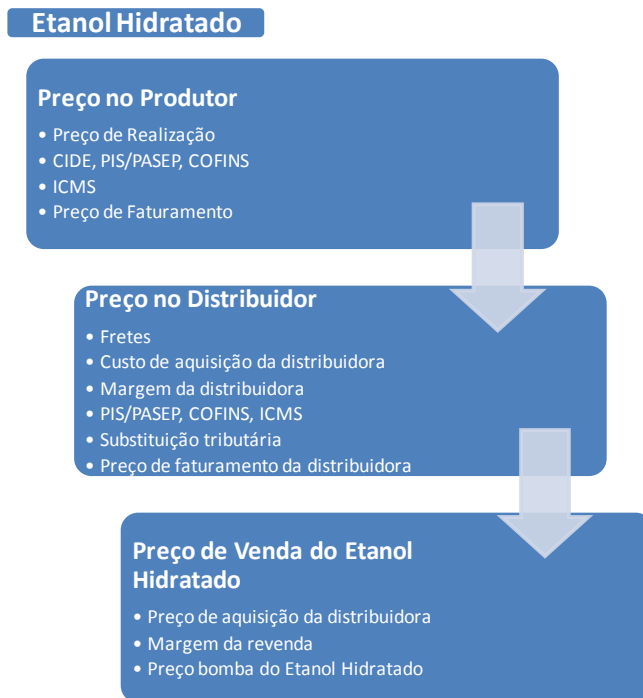 Etanol Hidratado
Preço no Produtor
• Preço de Realização
• CIDE, PIS/PASEP, COFINS
• ICMS
• Preço de Faturamento
Preço no Distribuidor
• Fretes
• Custo de aquisição da distribuidora
• Margem da distribuidora
• PIS/PASEP, COFINS, ICMS
• Substituição tributária
• Preço de faturamento da distribuidora
Preço de Venda do Etanol
Hidratado
• Preço de aquisição da distribuidora
• Margem da revenda
• Preço bomba do Etanol Hidratado